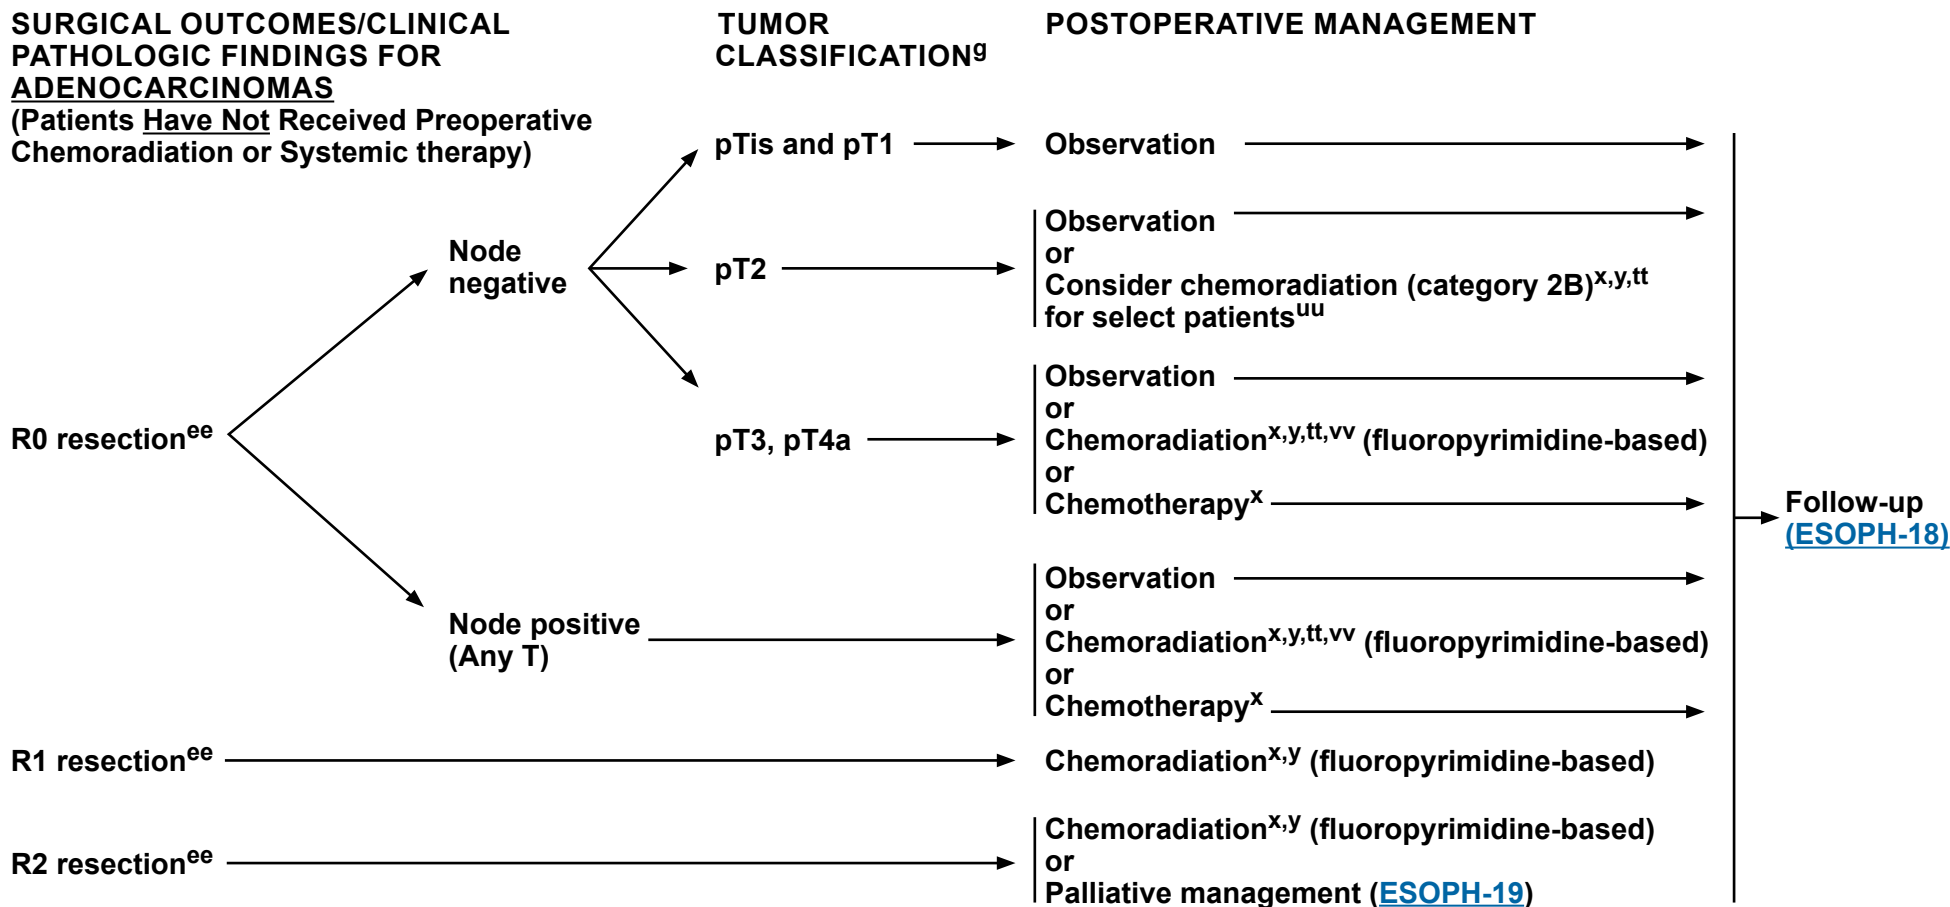 SURGICAL OUTCOMES/CLINICAL
PATHOLOGIC FINDINGS FOR
ADENOCARCINOMAS
(Patients Have Not Received Preoperative
Chemoradiation or Systemic therapy)
TUMOR
CLASSIFICATIONg
POSTOPERATIVE MANAGEMENT
R0 resectionee
Node
negative
pTis and pT1
Observation
pT2
Observation
or
Consider chemoradiation (category 2B)x,y,tt
for select patientsuu
pT3, pT4a
Observation
or
Chemoradiationx,y,tt,vv (fluoropyrimidine-based)
or
Chemotherapyx
Node positive
(Any T)
Observation
or
Chemoradiationx,y,tt,vv (fluoropyrimidine-based)
or
Chemotherapyx
R1 resectionee
Chemoradiationx,y (fluoropyrimidine-based)
R2 resectionee
Chemoradiationx,y (fluoropyrimidine-based)
or
Palliative management (ESOPH-19)
Follow-up
(ESOPH-18)